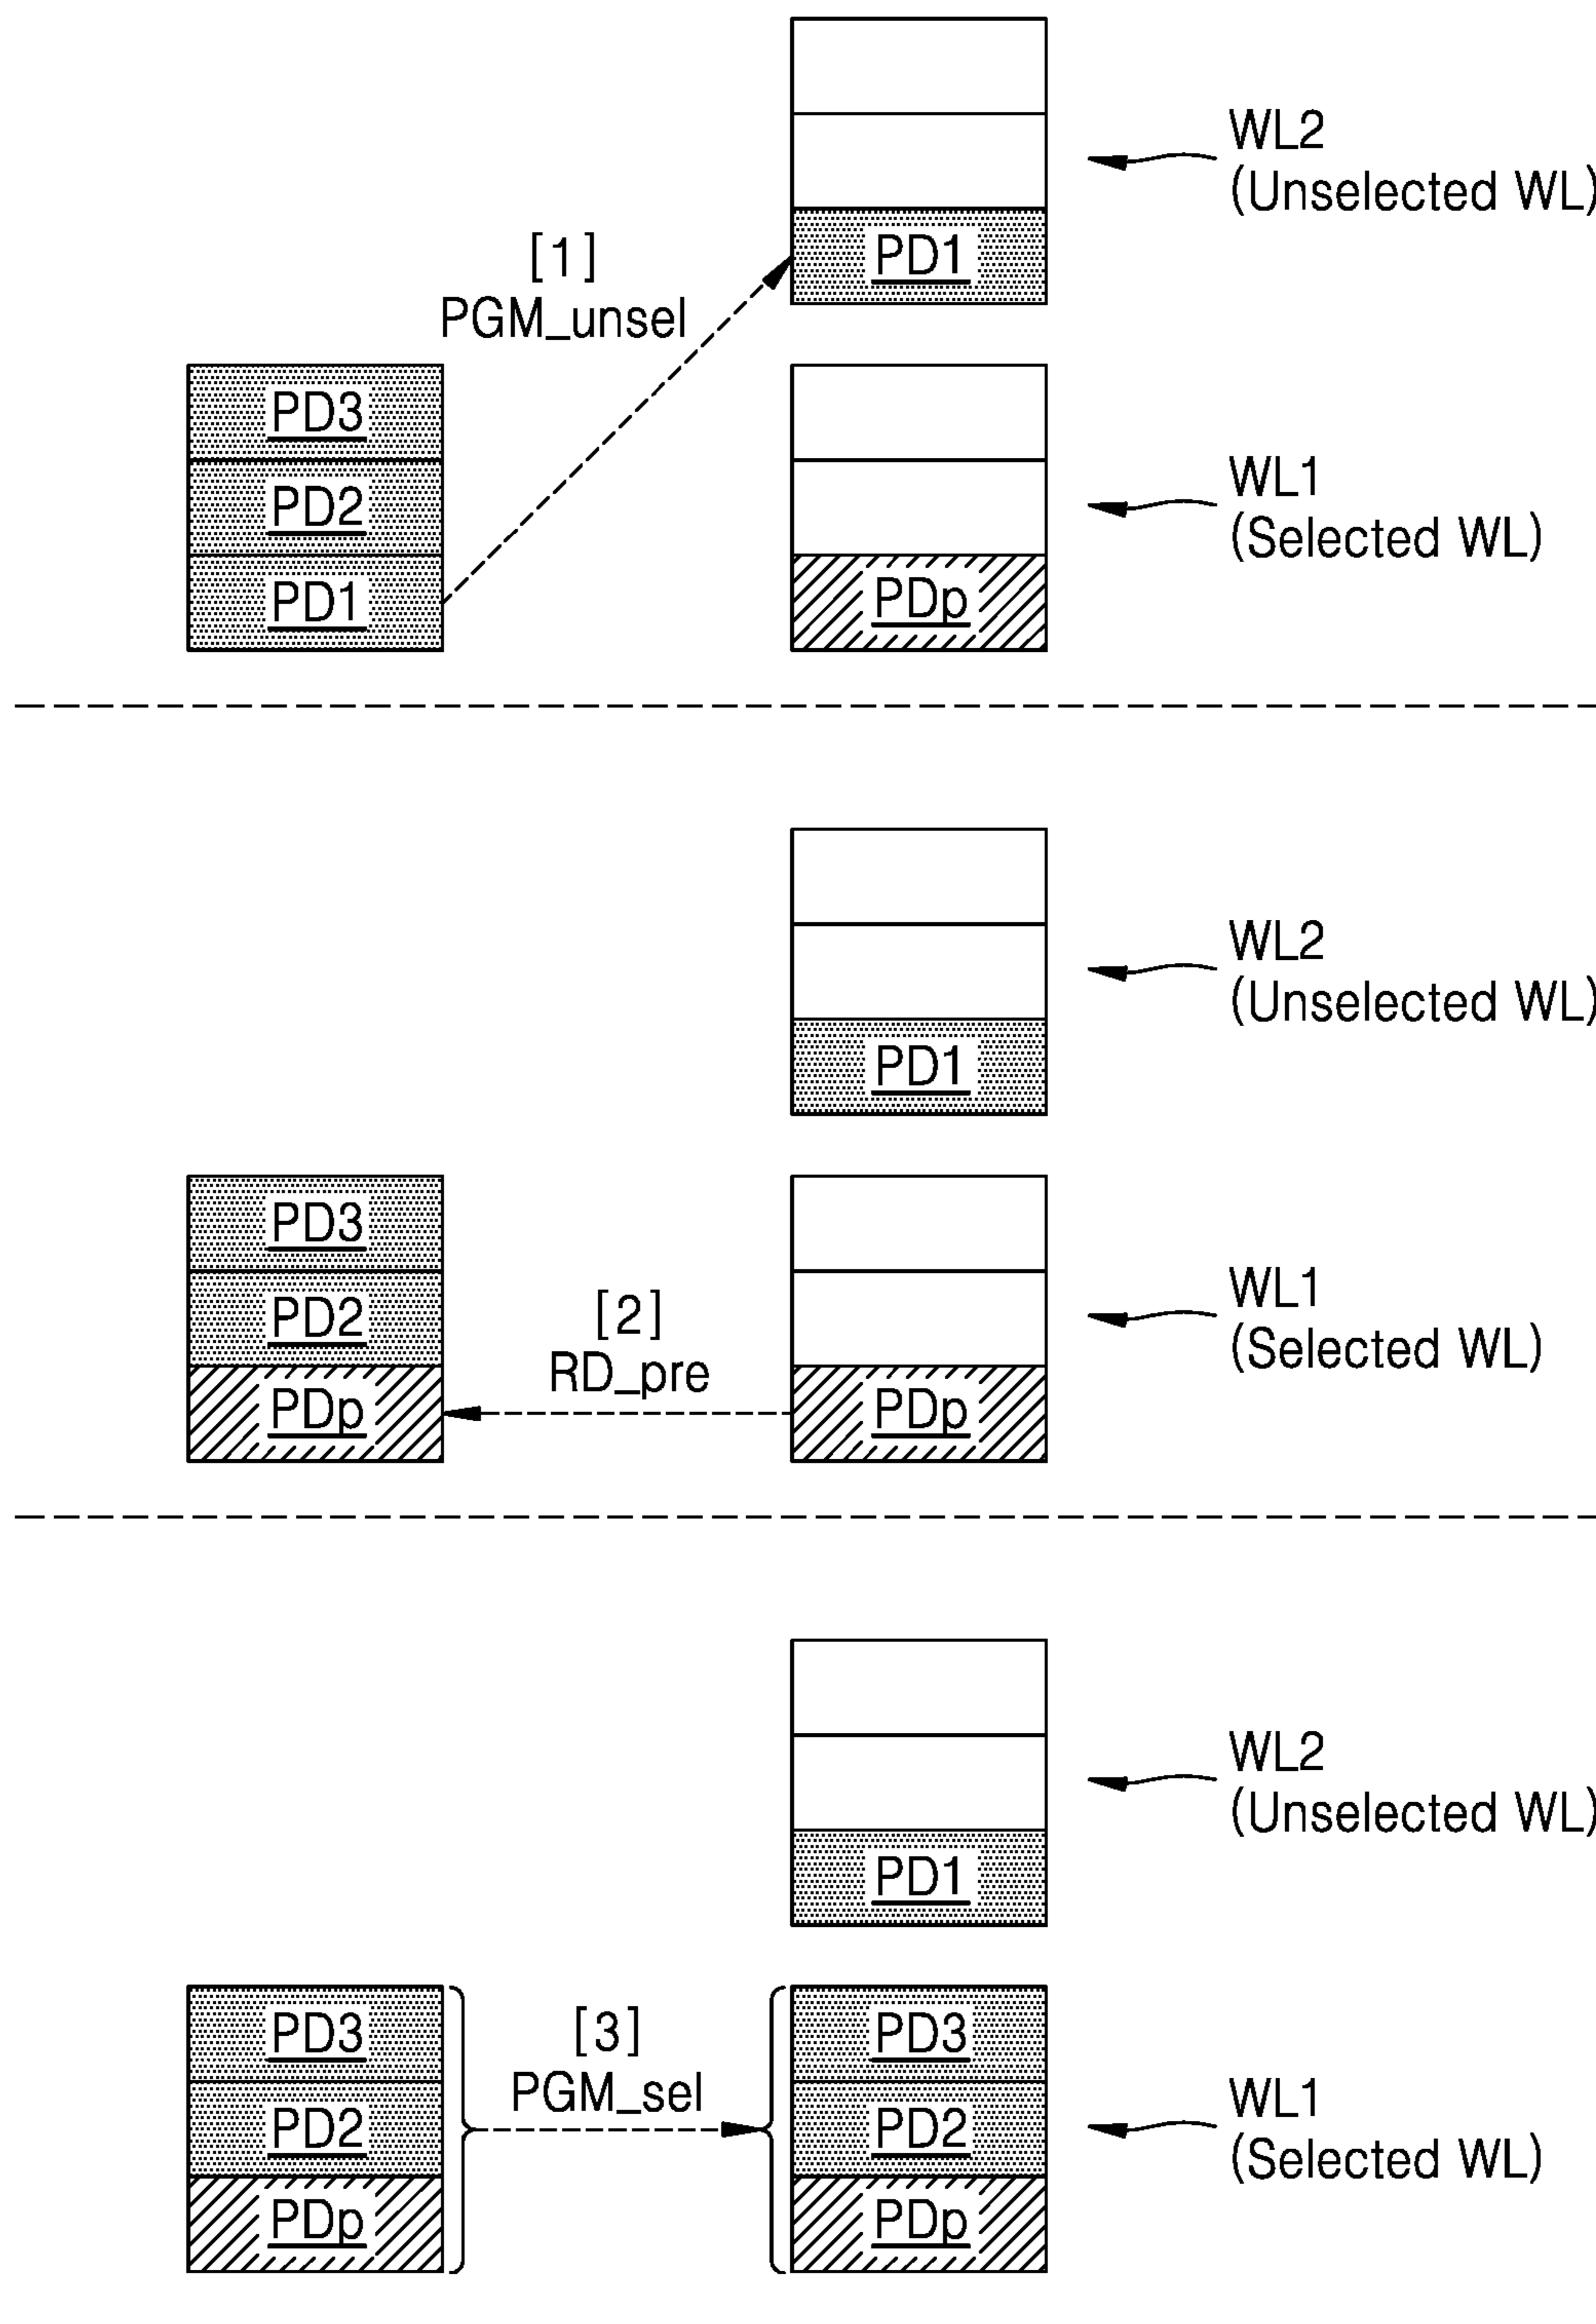 WL2
(Unselected WL)
PD1
[1]
PGM_unsel
PD3
PD2
PD1
WL1
(Selected WL)
PDp
WL2
(Unselected WL)
PD1
PD3
PD2
PDp
[2]
RD_pre
WL1
(Selected WL)
PDp
WL2
(Unselected WL)
PD1
PD3
PD2
PDp
[3]
PGM_sel
PD3
PD2
PDp
WL1
(Selected WL)